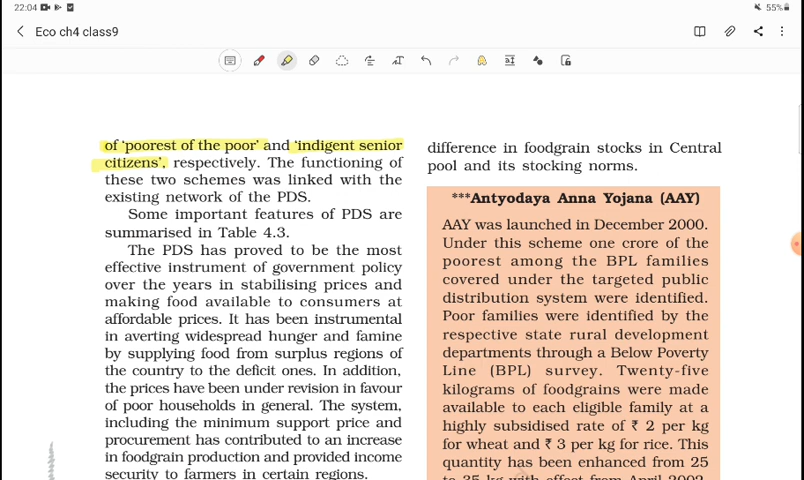 22:04
55%
Eco ch4 class9
of ‘poorest of the poor’ and ‘indigent senior
citizens’, respectively. The functioning of
these two schemes was linked with the
existing network of the PDS.
Some important features of PDS are
summarised in Table 4.3.
The PDS has proved to be the most
effective instrument of government policy
over the years in stabilising prices and
making food available to consumers at
affordable prices. It has been instrumental
in averting widespread hunger and famine
by supplying food from surplus regions of
the country to the deficit ones. In addition,
the prices have been under revision in favour
of poor households in general. The system,
including the minimum support price and
procurement has contributed to an increase
in foodgrain production and provided income
security to farmers in certain regions.
difference in foodgrain stocks in Central
pool and its stocking norms.
***Antyodaya Anna Yojana (AAY)
AAY was launched in December 2000.
Under this scheme one crore of the
poorest among the BPL families
covered under the targeted public
distribution system were identified.
Poor families were identified by the
respective state rural development
departments through a Below Poverty
Line (BPL) survey. Twenty-five
kilograms of foodgrains were made
available to each eligible family at a
highly subsidised rate of ₹ 2 per kg
for wheat and ₹ 3 per kg for rice. This
quantity has been enhanced from 25
to 35 kg with effect from April 2002.